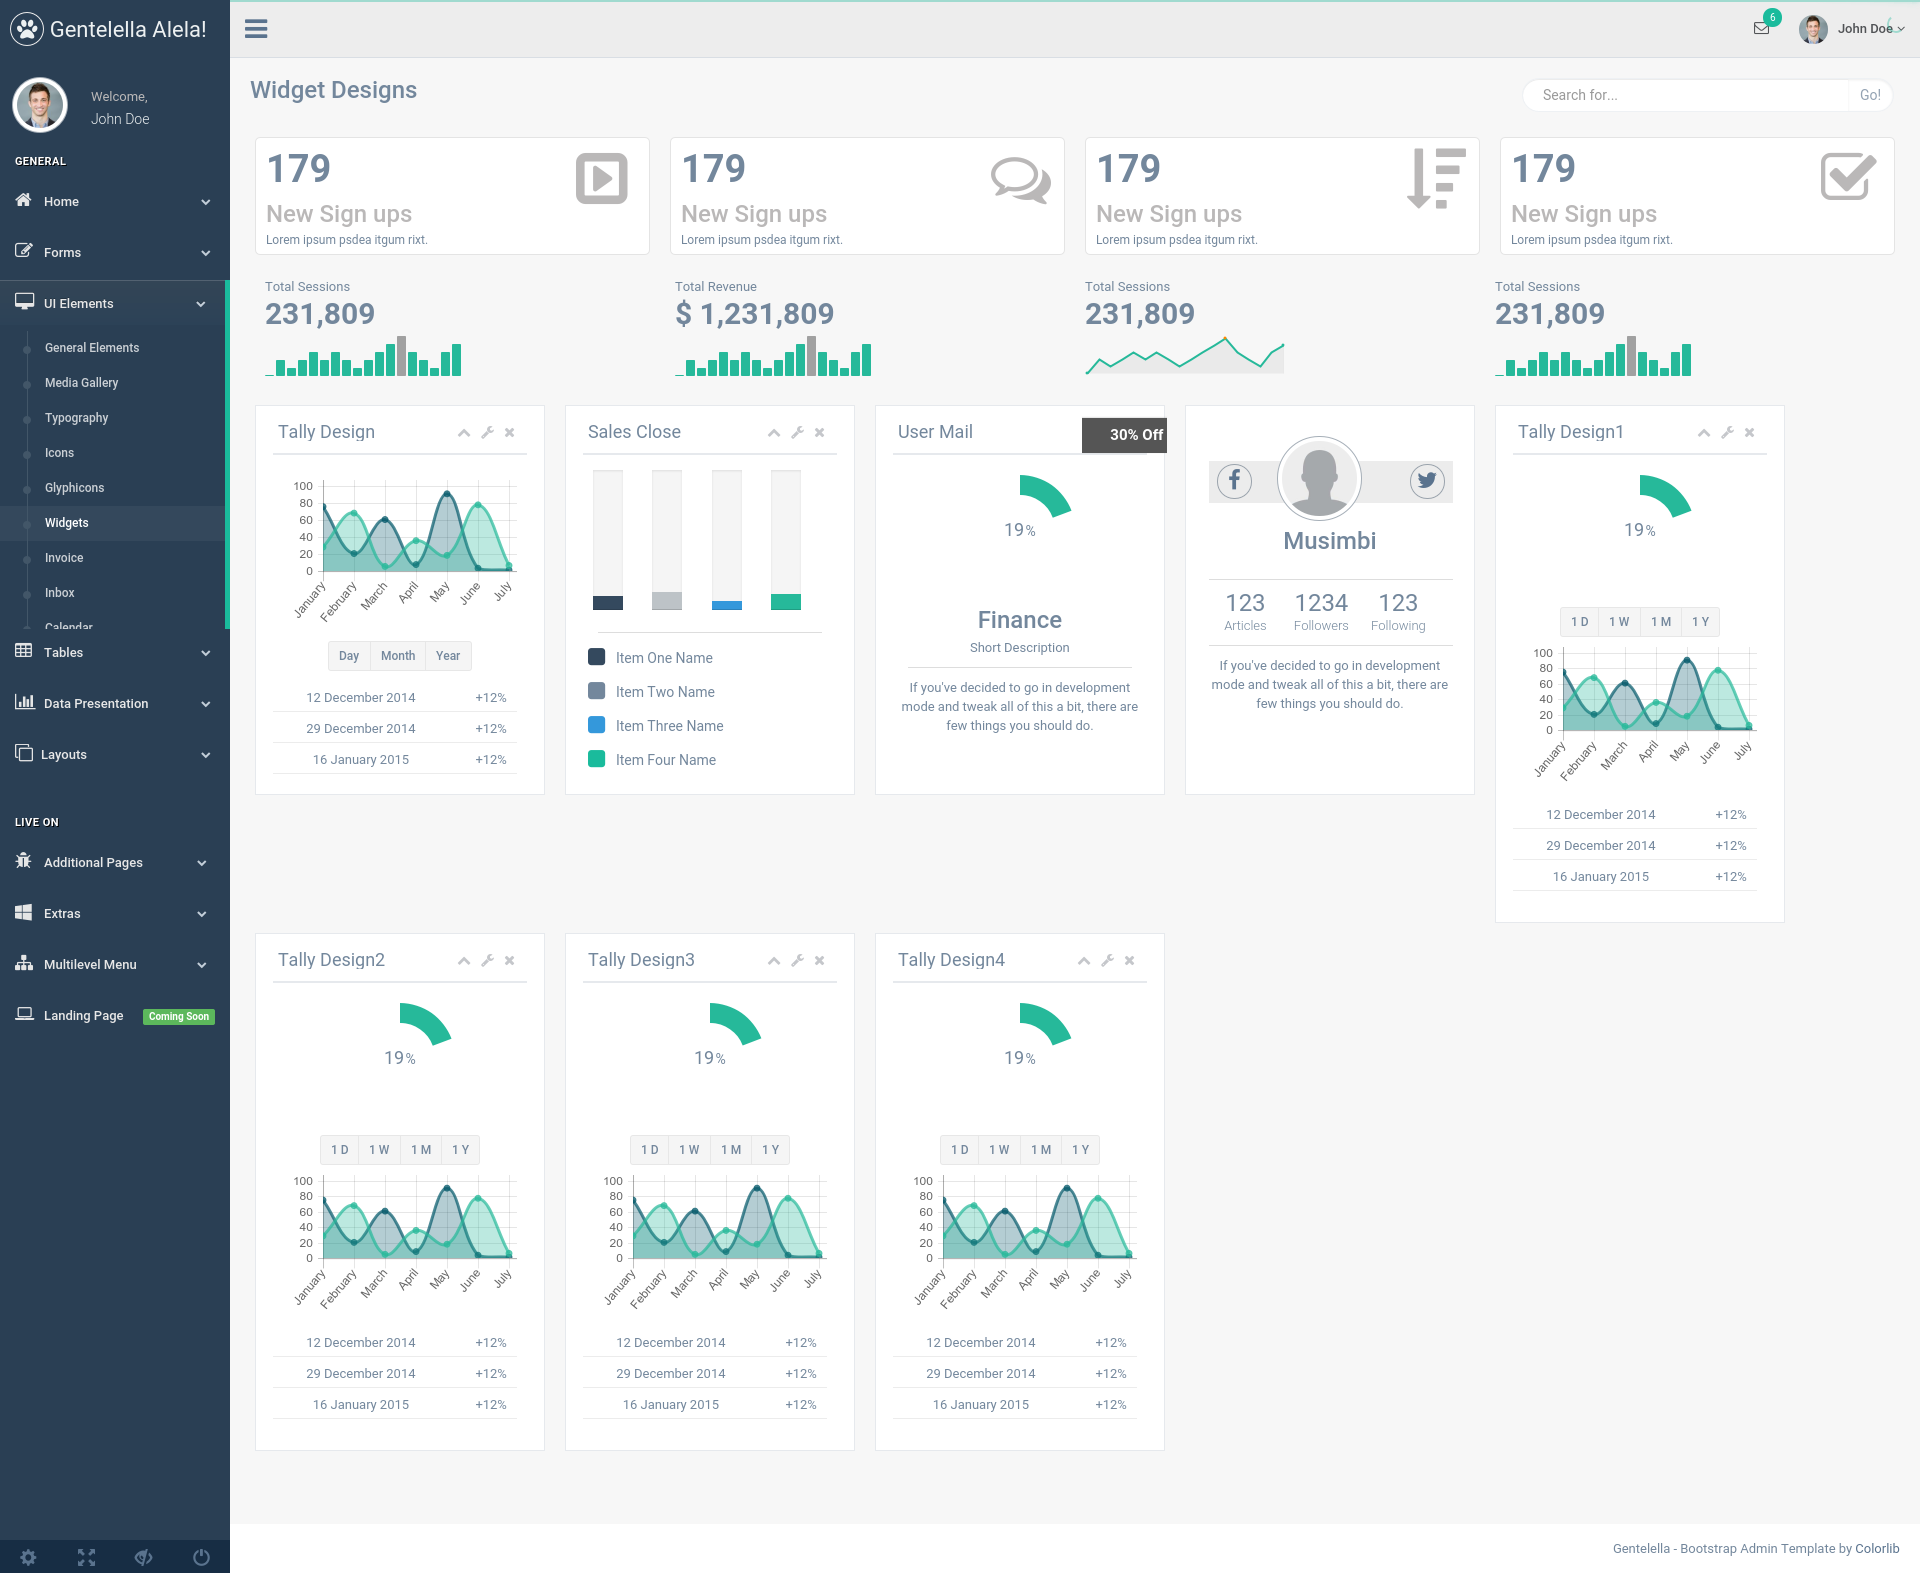 Gentelella Alela!
Welcome,
John Doe
GENERAL
Home
Forms
UI Elements
General Elements
Media Gallery
Typography
Icons
Glyphicons
Widgets
Invoice
Inbox
Calendar
Tables
Data Presentation
Layouts
LIVE ON
Additional Pages
Extras
Multilevel Menu
Landing Page Coming Soon
6
John Doe
Widget Designs
Search for... Go!
179
New Sign ups
Lorem ipsum psdea itgum rixt.
179
New Sign ups
Lorem ipsum psdea itgum rixt.
179
New Sign ups
Lorem ipsum psdea itgum rixt.
179
New Sign ups
Lorem ipsum psdea itgum rixt.
Total Sessions
231,809
Total Revenue
$ 1,231,809
Total Sessions
231,809
Total Sessions
231,809
Tally Design
100
80
60
40
20
0
January February March April May June July
Day Month Year
12 December 2014 +12%
29 December 2014 +12%
16 January 2015 +12%
Sales Close
Item One Name
Item Two Name
Item Three Name
Item Four Name
User Mail
30% Off
19%
Finance
Short Description
If you've decided to go in development
mode and tweak all of this a bit, there are
few things you should do.
Musimbi
123 1234 123
Articles Followers Following
If you've decided to go in development
mode and tweak all of this a bit, there are
few things you should do.
Tally Design1
19%
1 D 1 W 1 M 1 Y
100
80
60
40
20
0
January February March April May June July
12 December 2014 +12%
29 December 2014 +12%
16 January 2015 +12%
Tally Design2
19%
1 D 1 W 1 M 1 Y
100
80
60
40
20
0
January February March April May June July
12 December 2014 +12%
29 December 2014 +12%
16 January 2015 +12%
Tally Design3
19%
1 D 1 W 1 M 1 Y
100
80
60
40
20
0
January February March April May June July
12 December 2014 +12%
29 December 2014 +12%
16 January 2015 +12%
Tally Design4
19%
1 D 1 W 1 M 1 Y
100
80
60
40
20
0
January February March April May June July
12 December 2014 +12%
29 December 2014 +12%
16 January 2015 +12%
Gentelella - Bootstrap Admin Template by Colorlib